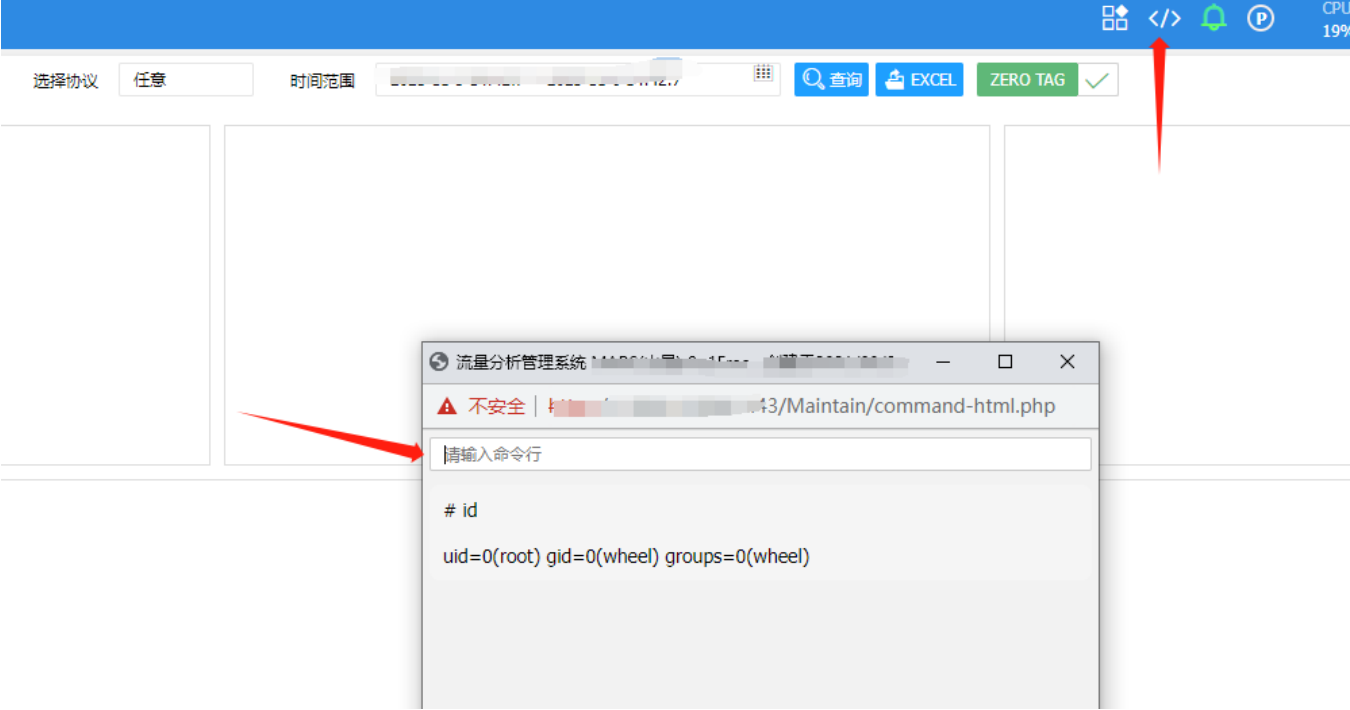 CPU
19%
选择协议 任意 时间范围 查询 EXCEL ZERO TAG
流量分析管理系统
不安全 43/Maintain/command-html.php
请输入命令行
# id
uid=0(root) gid=0(wheel) groups=0(wheel)